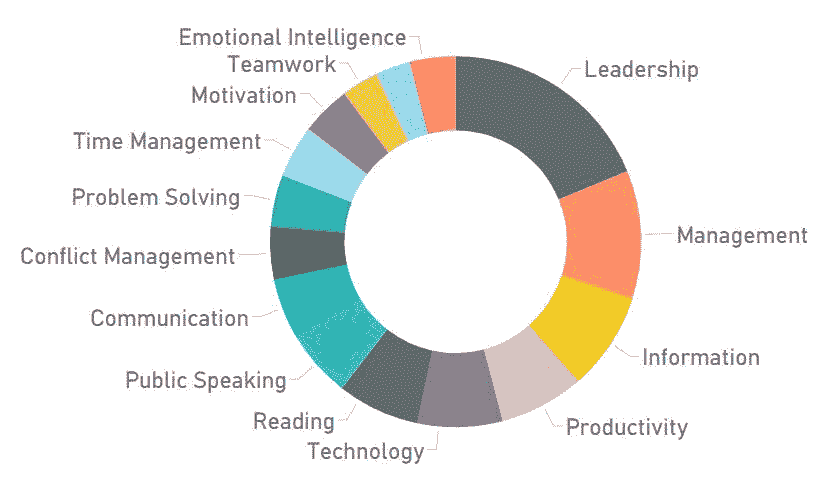 Emotional Intelligence
Teamwork
Motivation
Time Management
Problem Solving
Conflict Management
Communication
Public Speaking
Reading
Technology
Productivity
Information
Management
Leadership